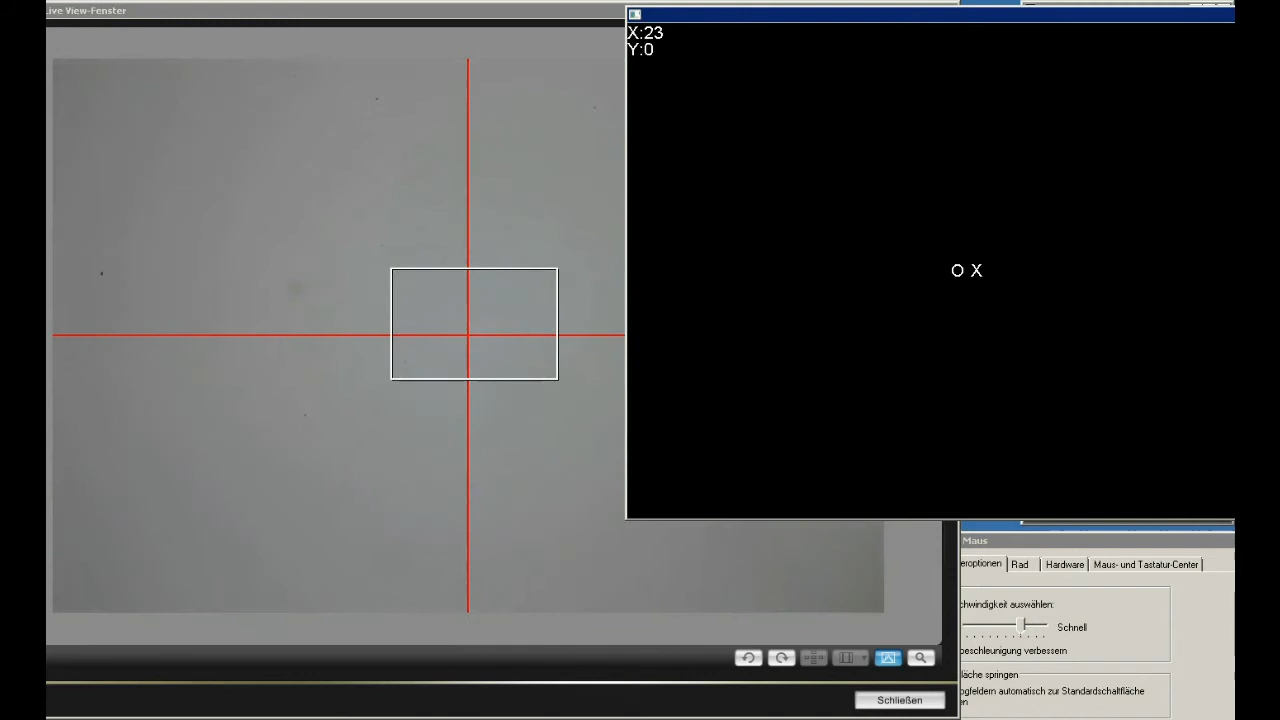 ive View-Fenster
X:23
Y:0
O X
Maus
eroptionen Rad Hardware Maus- und Tastatur-Center
chwindigkeit auswählen:
Schnell
beschleunigung verbessern
läche springen
ogfeldern automatisch zur Standardschaltfläche
en
Schließen